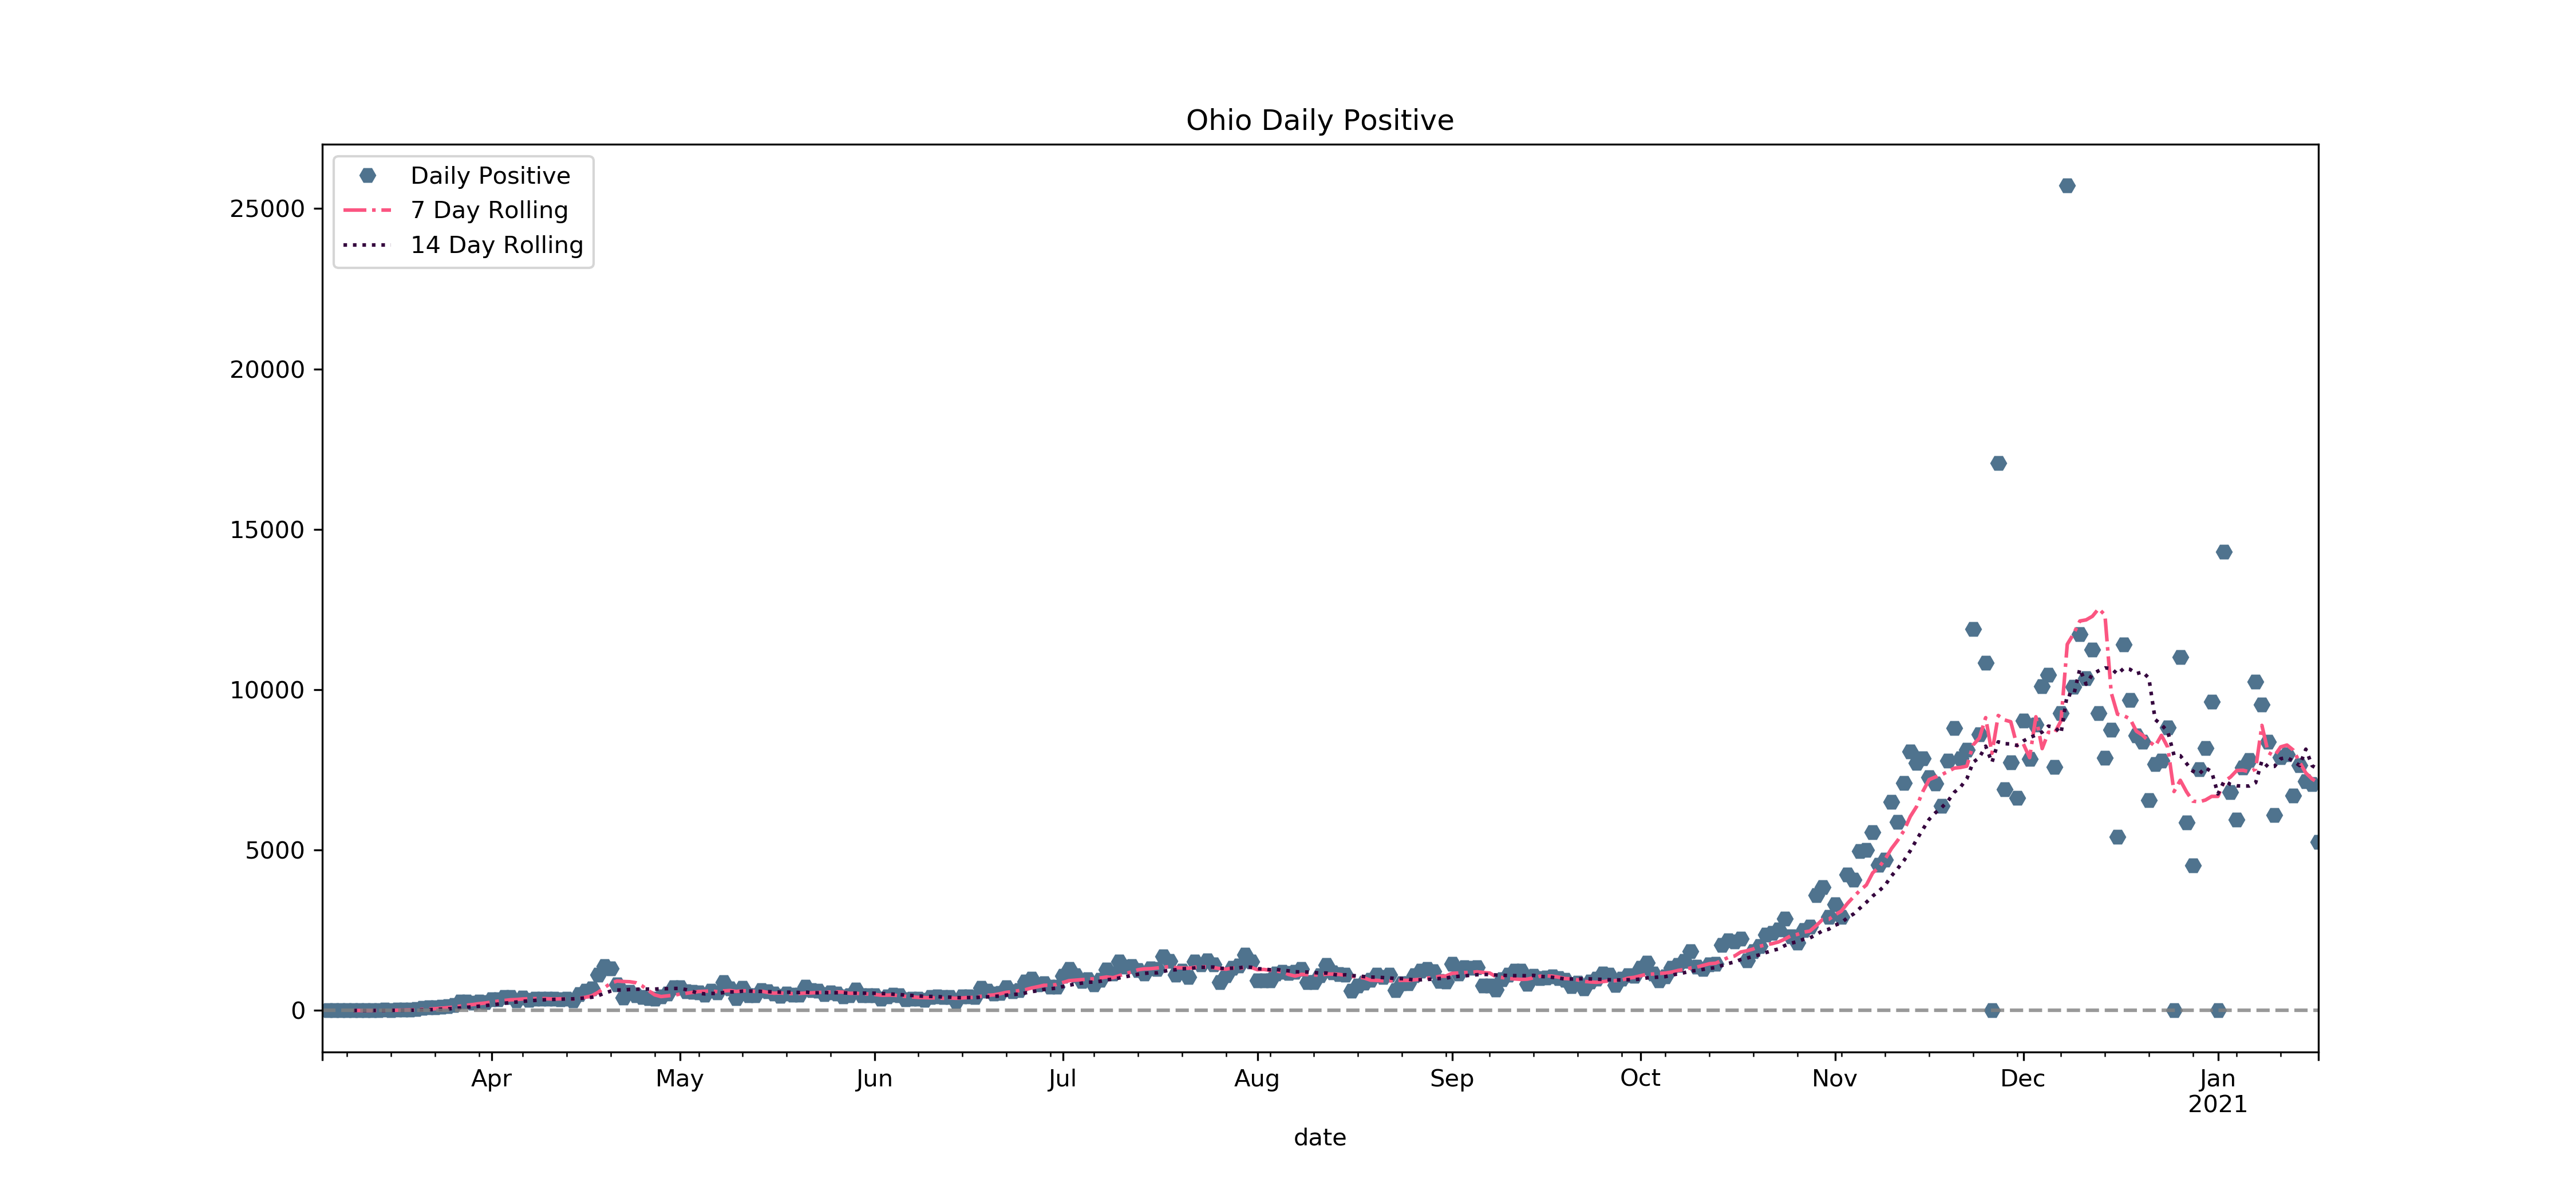 Ohio Daily Positive
Daily Positive
7 Day Rolling
14 Day Rolling
25000
20000
15000
10000
5000
0
Apr May Jun Jul Aug Sep Oct Nov Dec Jan
2021
date